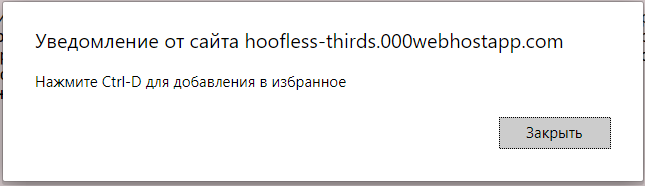 Уведомление от сайта hoofless-thirds.000webhostapp.com
Нажмите Ctrl-D для добавления в избранное
Закрыть